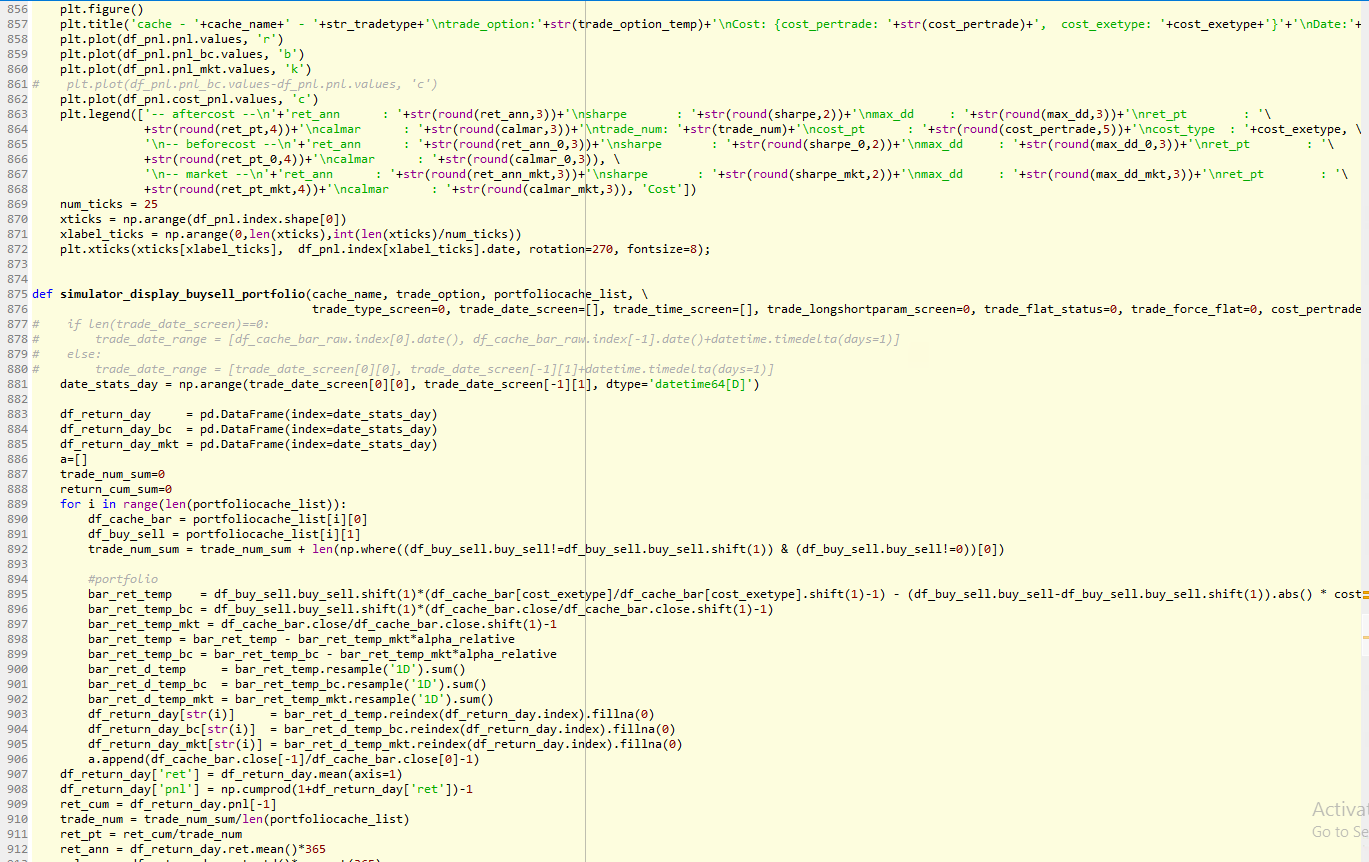 856 plt.figure()
857 plt.title('cache - '+cache_name+' - '+str_tradetype+'\ntrade_option:'+str(trade_option_temp)+'\nCost: {cost_pertrade: '+str(cost_pertrade)+', cost_exetype: '+cost_exetype+'}'+'\nDate:'+
858 plt.plot(df_pnl.pnl.values, 'r')
859 plt.plot(df_pnl.pnl_bc.values, 'b')
860 plt.plot(df_pnl.pnl_mkt.values, 'k')
861 # plt.plot(df_pnl.pnl_bc.values-df_pnl.pnl.values, 'c')
862 plt.plot(df_pnl.cost_pnl.values, 'c')
863 plt.legend(['-- aftercost --\n'+'ret_ann : '+str(round(ret_ann,3))+'\nsharpe : '+str(round(sharpe,2))+'\nmax_dd : '+str(round(max_dd,3))+'\nret_pt : '\
864 +str(round(ret_pt,4))+'\ncalmar : '+str(round(calmar,3))+'\ntrade_num: '+str(trade_num)+'\ncost_pt : '+str(round(cost_pertrade,5))+'\ncost_type : '+cost_exetype, \
865 '\n-- beforecost --\n'+'ret_ann : '+str(round(ret_ann_0,3))+'\nsharpe : '+str(round(sharpe_0,2))+'\nmax_dd : '+str(round(max_dd_0,3))+'\nret_pt : '\
866 +str(round(ret_pt_0,4))+'\ncalmar : '+str(round(calmar_0,3)), \
867 '\n-- market --\n'+'ret_ann : '+str(round(ret_ann_mkt,3))+'\nsharpe : '+str(round(sharpe_mkt,2))+'\nmax_dd : '+str(round(max_dd_mkt,3))+'\nret_pt : '\
868 +str(round(ret_pt_mkt,4))+'\ncalmar : '+str(round(calmar_mkt,3)), 'Cost'])
869 num_ticks = 25
870 xticks = np.arange(df_pnl.index.shape[0])
871 xlabel_ticks = np.arange(0,len(xticks),int(len(xticks)/num_ticks))
872 plt.xticks(xticks[xlabel_ticks], df_pnl.index[xlabel_ticks].date, rotation=270, fontsize=8);
873
874
875 def simulator_display_buysell_portfolio(cache_name, trade_option, portfoliocache_list, \
876 trade_type_screen=0, trade_date_screen=[], trade_time_screen=[], trade_longshortparam_screen=0, trade_flat_status=0, trade_force_flat=0, cost_pertrade
877 # if len(trade_date_screen)==0:
878 # trade_date_range = [df_cache_bar_raw.index[0].date(), df_cache_bar_raw.index[-1].date()+datetime.timedelta(days=1)]
879 # else:
880 # trade_date_range = [trade_date_screen[0][0], trade_date_screen[-1][1]+datetime.timedelta(days=1)]
881 date_stats_day = np.arange(trade_date_screen[0][0], trade_date_screen[-1][1], dtype='datetime64[D]')
882
883 df_return_day = pd.DataFrame(index=date_stats_day)
884 df_return_day_bc = pd.DataFrame(index=date_stats_day)
885 df_return_day_mkt = pd.DataFrame(index=date_stats_day)
886 a=[]
887 trade_num_sum=0
888 return_cum_sum=0
889 for i in range(len(portfoliocache_list)):
890 df_cache_bar = portfoliocache_list[i][0]
891 df_buy_sell = portfoliocache_list[i][1]
892 trade_num_sum = trade_num_sum + len(np.where((df_buy_sell.buy_sell!=df_buy_sell.buy_sell.shift(1)) & (df_buy_sell.buy_sell!=0))[0])
893
894 #portfolio
895 bar_ret_temp = df_buy_sell.buy_sell.shift(1)*(df_cache_bar[cost_exetype]/df_cache_bar[cost_exetype].shift(1)-1) - (df_buy_sell.buy_sell-df_buy_sell.buy_sell.shift(1)).abs() * cost
896 bar_ret_temp_bc = df_buy_sell.buy_sell.shift(1)*(df_cache_bar.close/df_cache_bar.close.shift(1)-1)
897 bar_ret_temp_mkt = df_cache_bar.close/df_cache_bar.close.shift(1)-1
898 bar_ret_temp = bar_ret_temp - bar_ret_temp_mkt*alpha_relative
899 bar_ret_temp_bc = bar_ret_temp_bc - bar_ret_temp_mkt*alpha_relative
900 bar_ret_d_temp = bar_ret_temp.resample('1D').sum()
901 bar_ret_d_temp_bc = bar_ret_temp_bc.resample('1D').sum()
902 bar_ret_d_temp_mkt = bar_ret_temp_mkt.resample('1D').sum()
903 df_return_day[str(i)] = bar_ret_d_temp.reindex(df_return_day.index).fillna(0)
904 df_return_day_bc[str(i)] = bar_ret_d_temp_bc.reindex(df_return_day.index).fillna(0)
905 df_return_day_mkt[str(i)] = bar_ret_d_temp_mkt.reindex(df_return_day.index).fillna(0)
906 a.append(df_cache_bar.close[-1]/df_cache_bar.close[0]-1)
907 df_return_day['ret'] = df_return_day.mean(axis=1)
908 df_return_day['pnl'] = np.cumprod(1+df_return_day['ret'])-1
909 ret_cum = df_return_day.pnl[-1]
910 trade_num = trade_num_sum/len(portfoliocache_list)
911 ret_pt = ret_cum/trade_num
912 ret_ann = df_return_day.ret.mean()*365
Activa
Go to Se